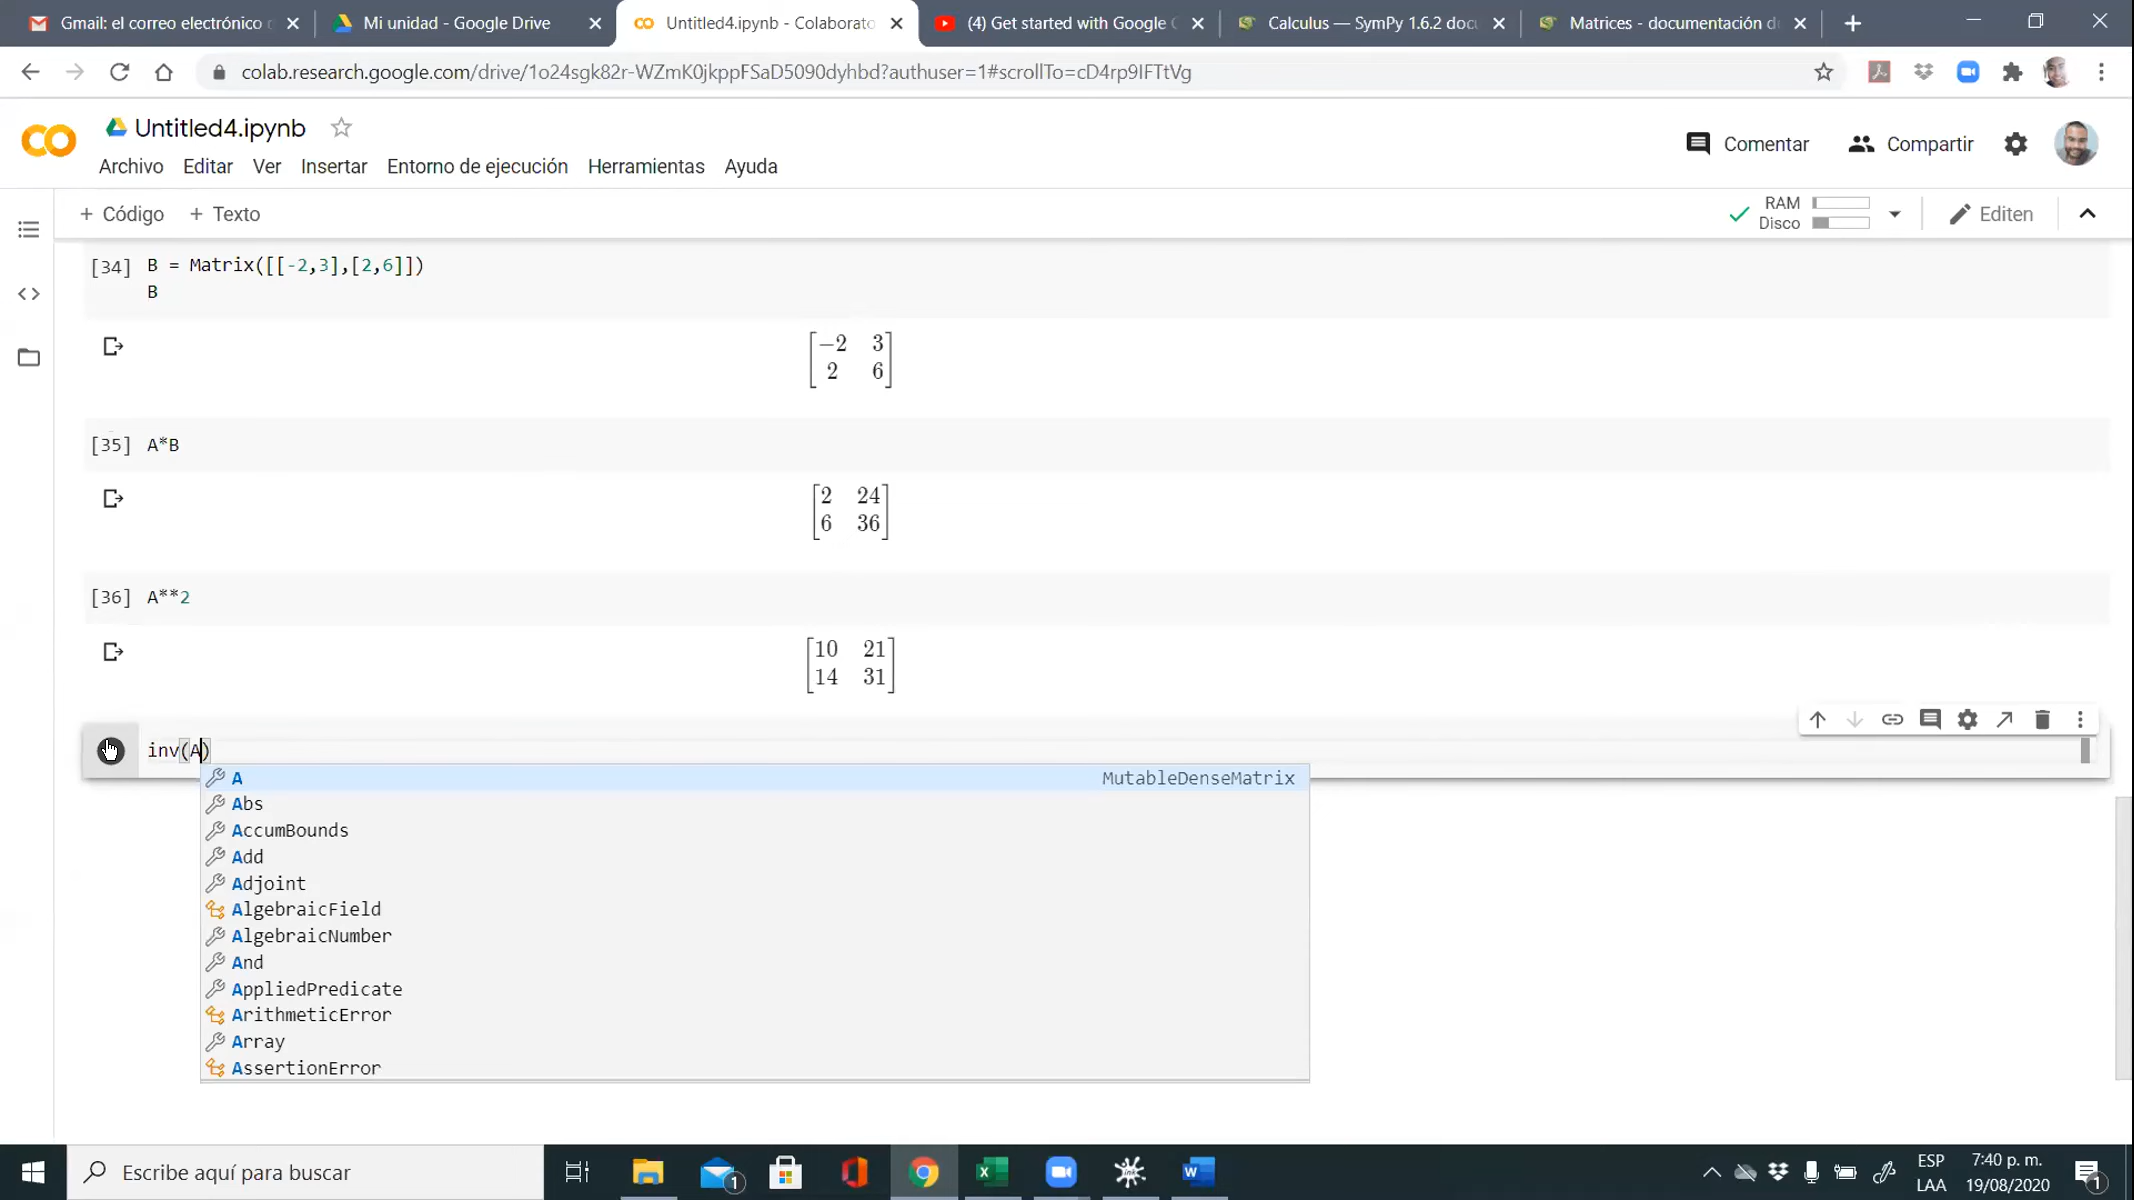 Gmail: el correo electrónico
Mi unidad - Google Drive
Untitled4.ipynb - Colaborato
(4) Get started with Google
Calculus — SymPy 1.6.2 docu
Matrices - documentación d
colab.research.google.com/drive/1o24sgk82r-WZmK0jkppFSaD5090dyhbd?authuser=1#scrollTo=cD4rp9IFTtVg
CO
Untitled4.ipynb
Comentar
Compartir
Archivo Editar Ver Insertar Entorno de ejecución Herramientas Ayuda
+ Código + Texto
RAM
Disco
Editen
[34] B = Matrix([[-2,3],[2,6]])
B
−2 3
2 6
[35] A*B
2 24
6 36
[36] A**2
10 21
14 31
inv(A)
A MutableDenseMatrix
Abs
AccumBounds
Add
Adjoint
AlgebraicField
AlgebraicNumber
And
AppliedPredicate
ArithmeticError
Array
AssertionError
Escribe aquí para buscar
1
ESP
LAA
7:40 p. m.
19/08/2020
1